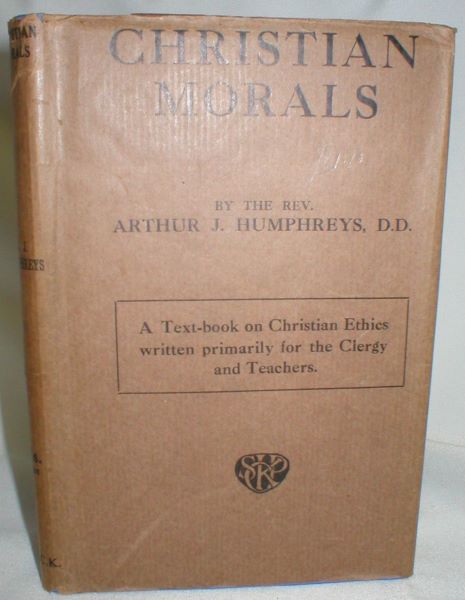 CHRISTIAN
MORALS
BY THE REV.
ARTHUR J. HUMPHREYS, D.D.
A Text-book on Christian Ethics
written primarily for the Clergy
and Teachers.
SPCK